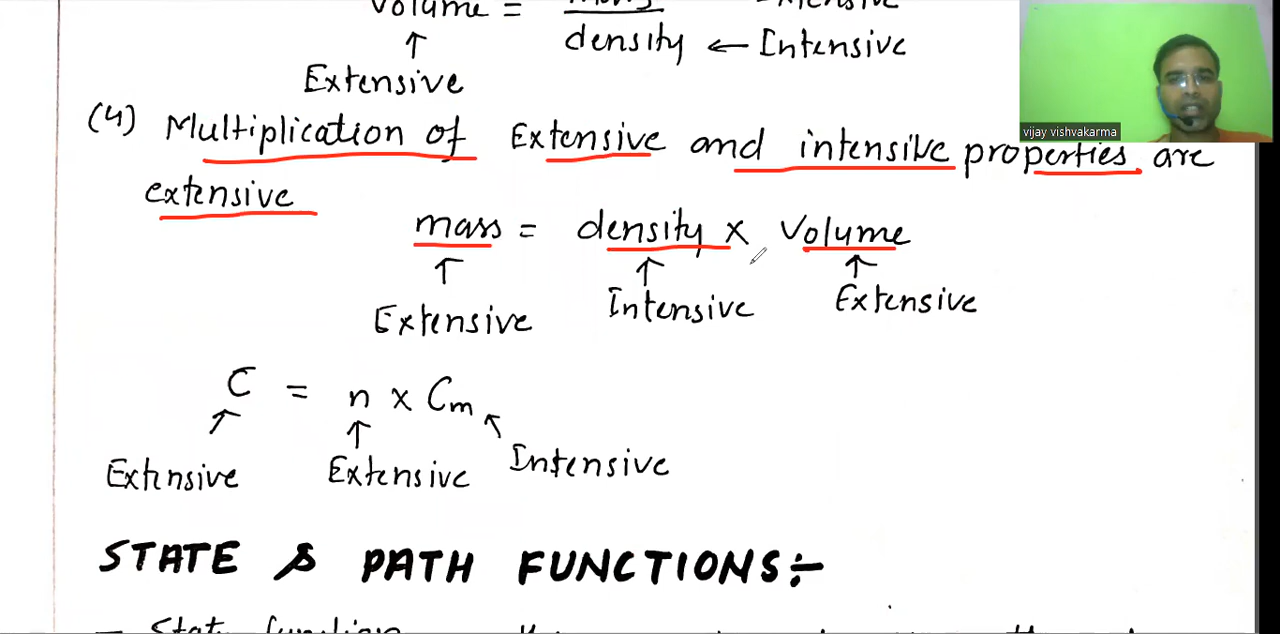 Volume =
density ← Intensive
↑
Extensive
(4) Multiplication of Extensive and intensive properties are
extensive
mass = density × Volume
↑ ↑ ↑
Extensive Intensive Extensive
C = n × Cm
↑ ↑ ↖
Extensive Extensive Intensive
STATE & PATH FUNCTIONS:-
vijay vishvakarma